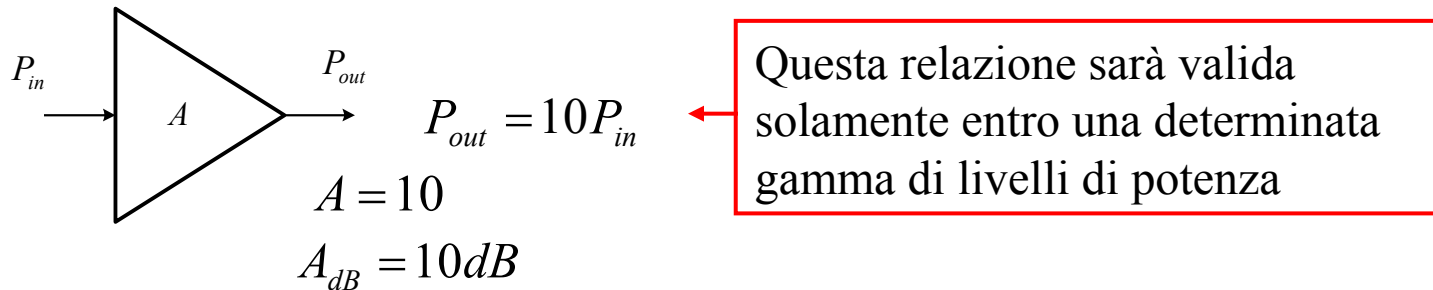 P_in
A
P_out
P_out = 10P_in
A = 10
A_dB = 10dB
Questa relazione sarà valida
solamente entro una determinata
gamma di livelli di potenza